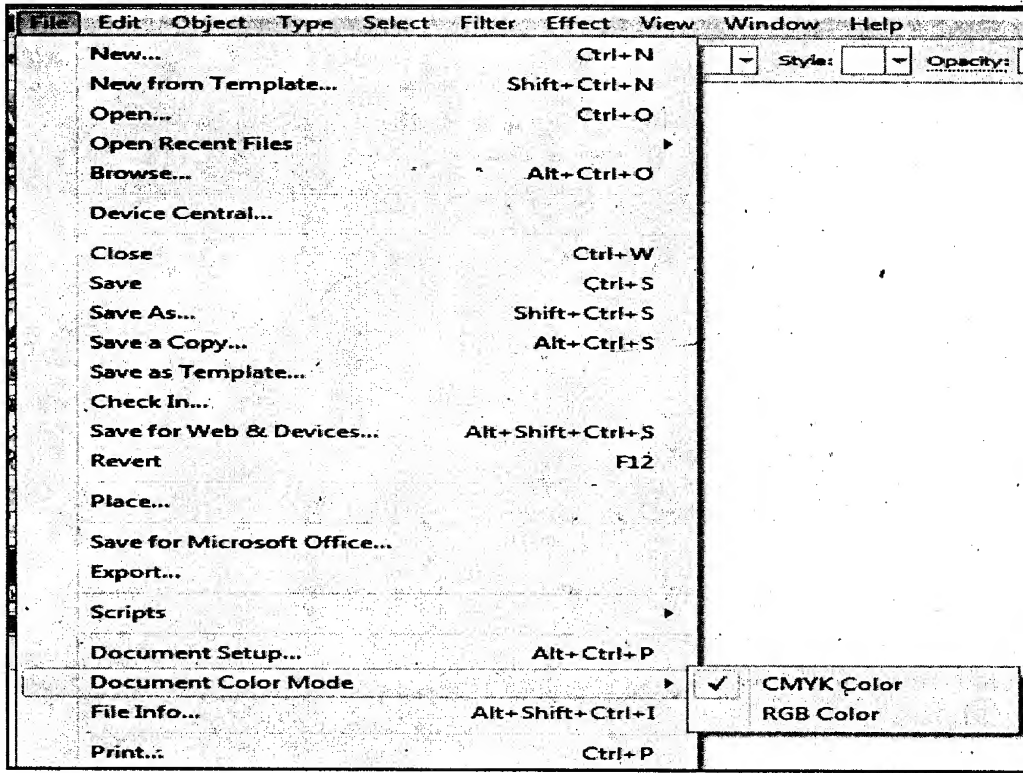 File Edit Object Type Select Filter Effect View Window Help
Style: Opacity:
New... Ctrl+N
New from Template... Shift+Ctrl+N
Open... Ctrl+O
Open Recent Files
Browse... Alt+Ctrl+O
Device Central...
Close Ctrl+W
Save Ctrl+S
Save As... Shift+Ctrl+S
Save a Copy... Alt+Ctrl+S
Save as Template...
Check In...
Save for Web & Devices... Alt+Shift+Ctrl+S
Revert F12
Place...
Save for Microsoft Office...
Export...
Scripts
Document Setup... Alt+Ctrl+P
Document Color Mode CMYK Color
File Info... Alt+Shift+Ctrl+I RGB Color
Print... Ctrl+P